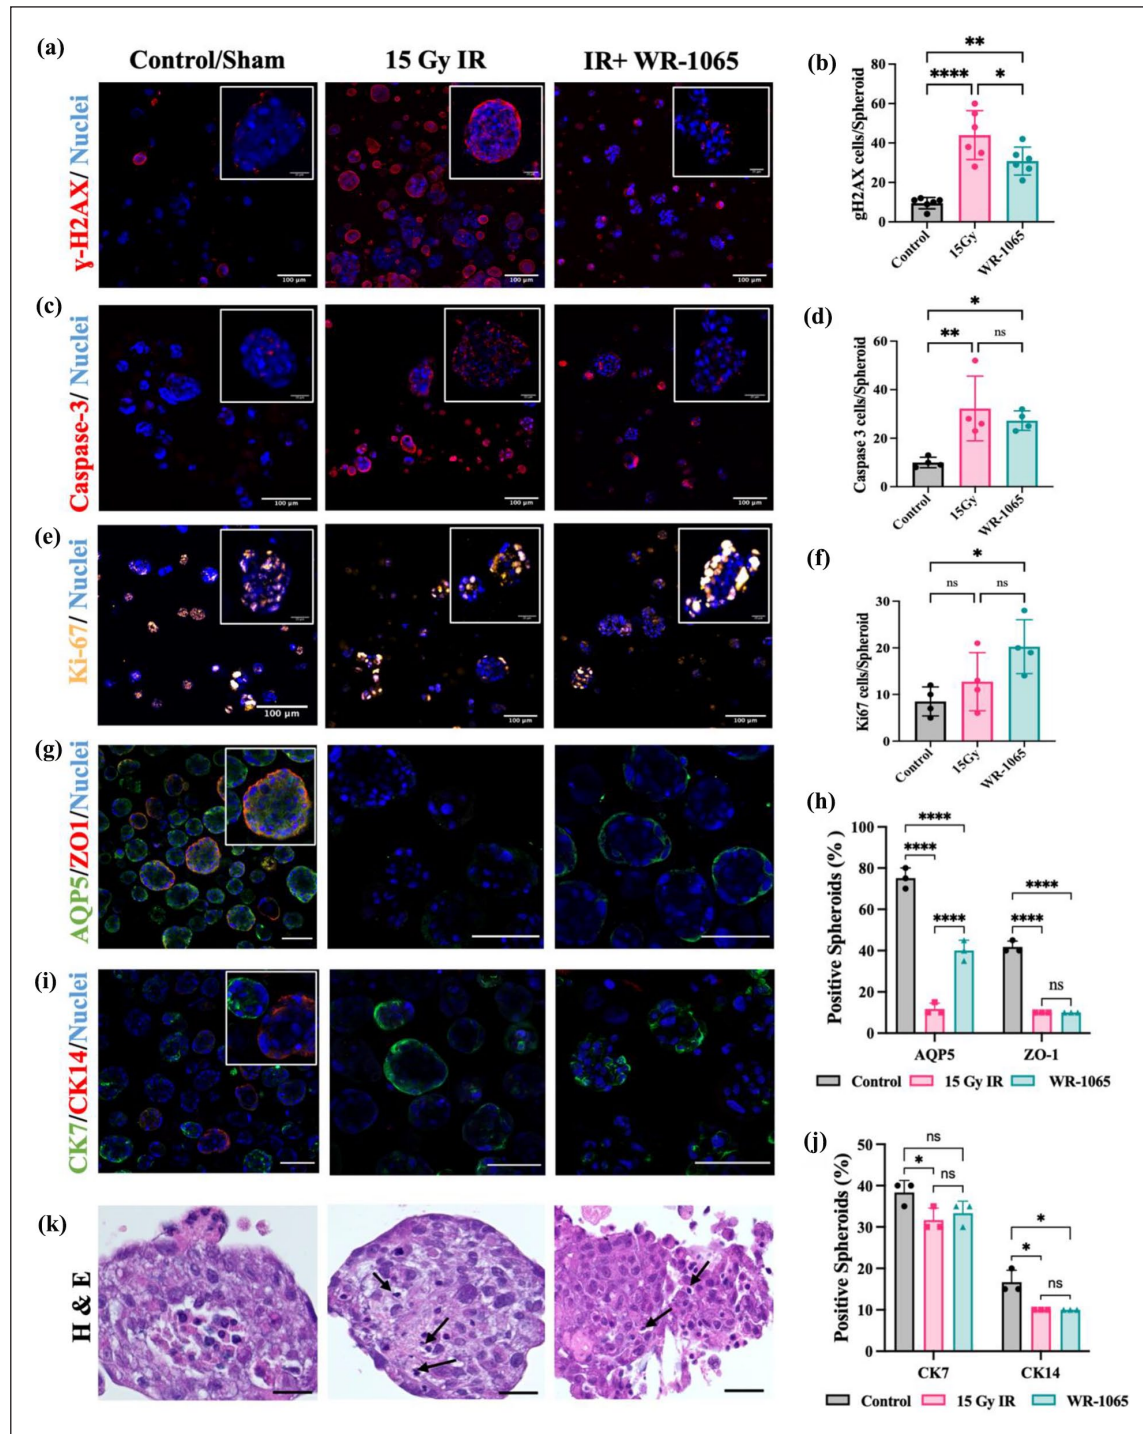 (a)
Control/Sham
15 Gy IR
IR+ WR-1065
γ-H2AX/ Nuclei
100 μm
100 μm
100 μm
(b)
**
****
*
gH2AX cells/Spheroid
80
60
40
20
0
Control
15Gy
WR-1065
(c)
Caspase-3/ Nuclei
100 μm
100 μm
100 μm
(d)
*
**
ns
Caspase 3 cells/Spheroid
60
40
20
0
Control
15Gy
WR-1065
(e)
Ki-67/ Nuclei
100 μm
100 μm
100 μm
(f)
*
ns
ns
Ki67 cells/Spheroid
30
20
10
0
Control
15Gy
WR-1065
(g)
AQP5/ZO1/Nuclei
(h)
****
****
****
****
****
ns
Positive Spheroids (% )
100
80
60
40
20
0
AQP5
ZO-1
Control
15 Gy IR
WR-1065
(i)
CK7/CK14/Nuclei
(j)
ns
*
ns
*
*
ns
Positive Spheroids (%)
50
40
30
20
10
0
CK7
CK14
Control
15 Gy IR
WR-1065
(k)
H & E